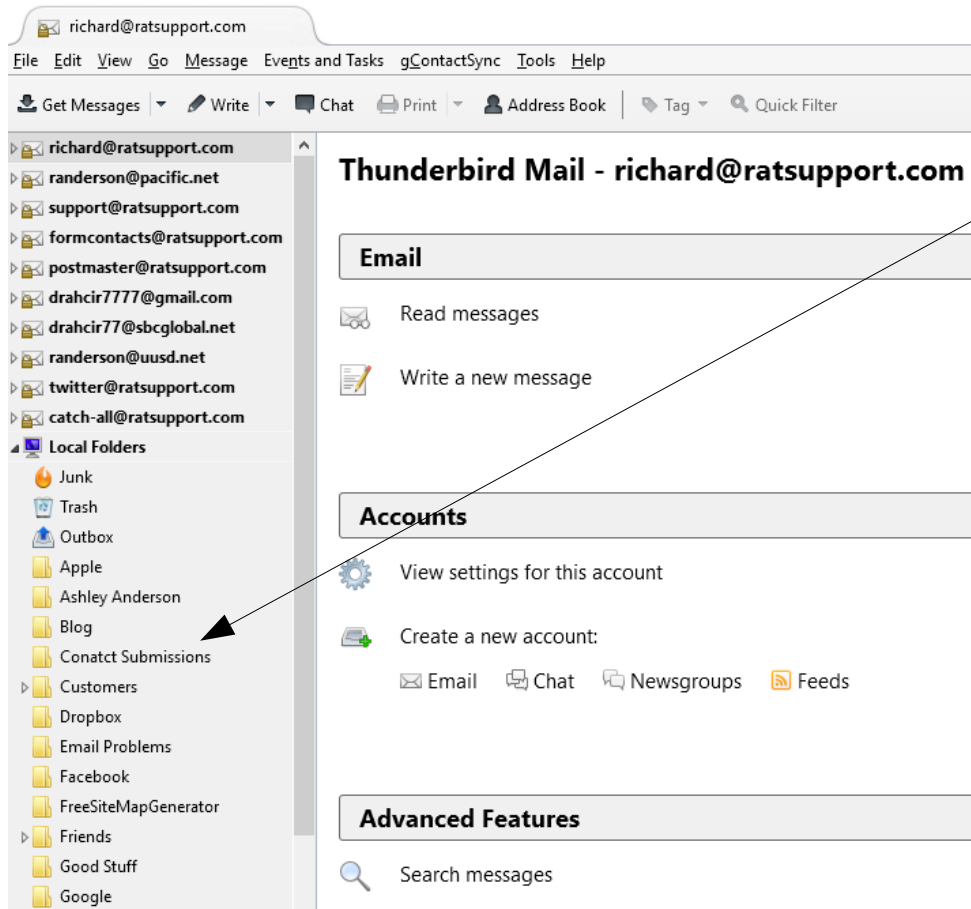 richard@ratsupport.com
File Edit View Go Message Events and Tasks gContactSync Tools Help
Get Messages Write Chat Print Address Book Tag Quick Filter
richard@ratsupport.com
randerson@pacific.net
support@ratsupport.com
formcontacts@ratsupport.com
postmaster@ratsupport.com
drahcir7777@gmail.com
drahcir77@sbcglobal.net
randerson@uusd.net
twitter@ratsupport.com
catch-all@ratsupport.com
Local Folders
Junk
Trash
Outbox
Apple
Ashley Anderson
Blog
Conatct Submissions
Customers
Dropbox
Email Problems
Facebook
FreeSiteMapGenerator
Friends
Good Stuff
Google
Thunderbird Mail - richard@ratsupport.com
Email
Read messages
Write a new message
Accounts
View settings for this account
Create a new account:
Email Chat Newsgroups Feeds
Advanced Features
Search messages